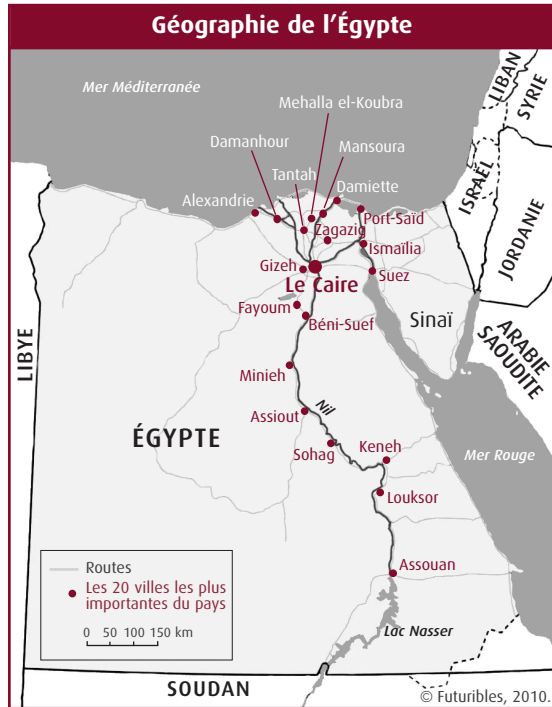 Géographie de l'Égypte
Mer Méditerranée
LIBAN
SYRIE
Mehalla el-Koubra
Damanhour
Mansoura
Tantah
Damiette
ISRAËL
Alexandrie
Port-Saïd
Zagazig
Ismaïlia
JORDANIE
Gizeh
Suez
Le Caire
Fayoum
Sinaï
Béni-Suef
ARABIE
SAOUDITE
LIBYE
Minieh
Nil
Assiout
ÉGYPTE
Keneh
Sohag
Mer Rouge
Louksor
Routes
Les 20 villes les plus
importantes du pays
0 50 100 150 km
Assouan
Lac Nasser
SOUDAN
© Futuribles, 2010.